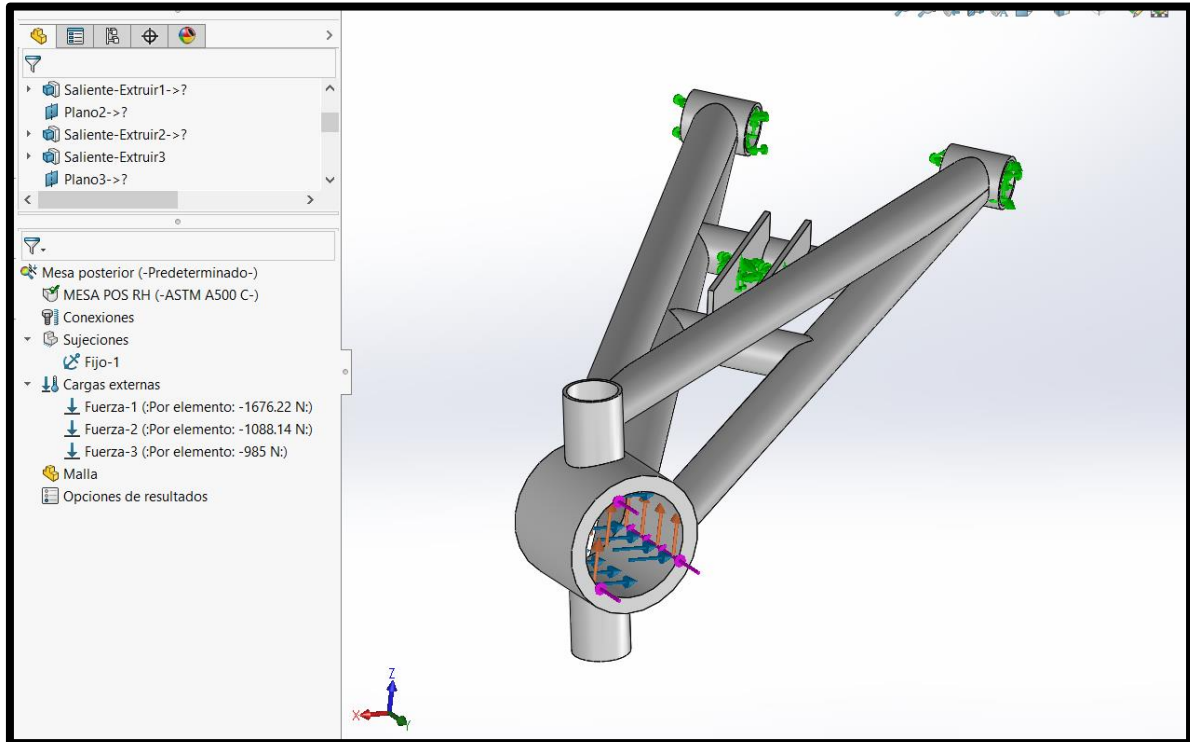 Saliente-Extruir1->?
Plano2->?
Saliente-Extruir2->?
Saliente-Extruir3
Plano3->?
Mesa posterior (-Predeterminado-)
MESA POS RH (-ASTM A500 C-)
Conexiones
Sujeciones
Fijo-1
Cargas externas
Fuerza-1 (:Por elemento: -1676.22 N:)
Fuerza-2 (:Por elemento: -1088.14 N:)
Fuerza-3 (:Por elemento: -985 N:)
Malla
Opciones de resultados
Z
X
Y